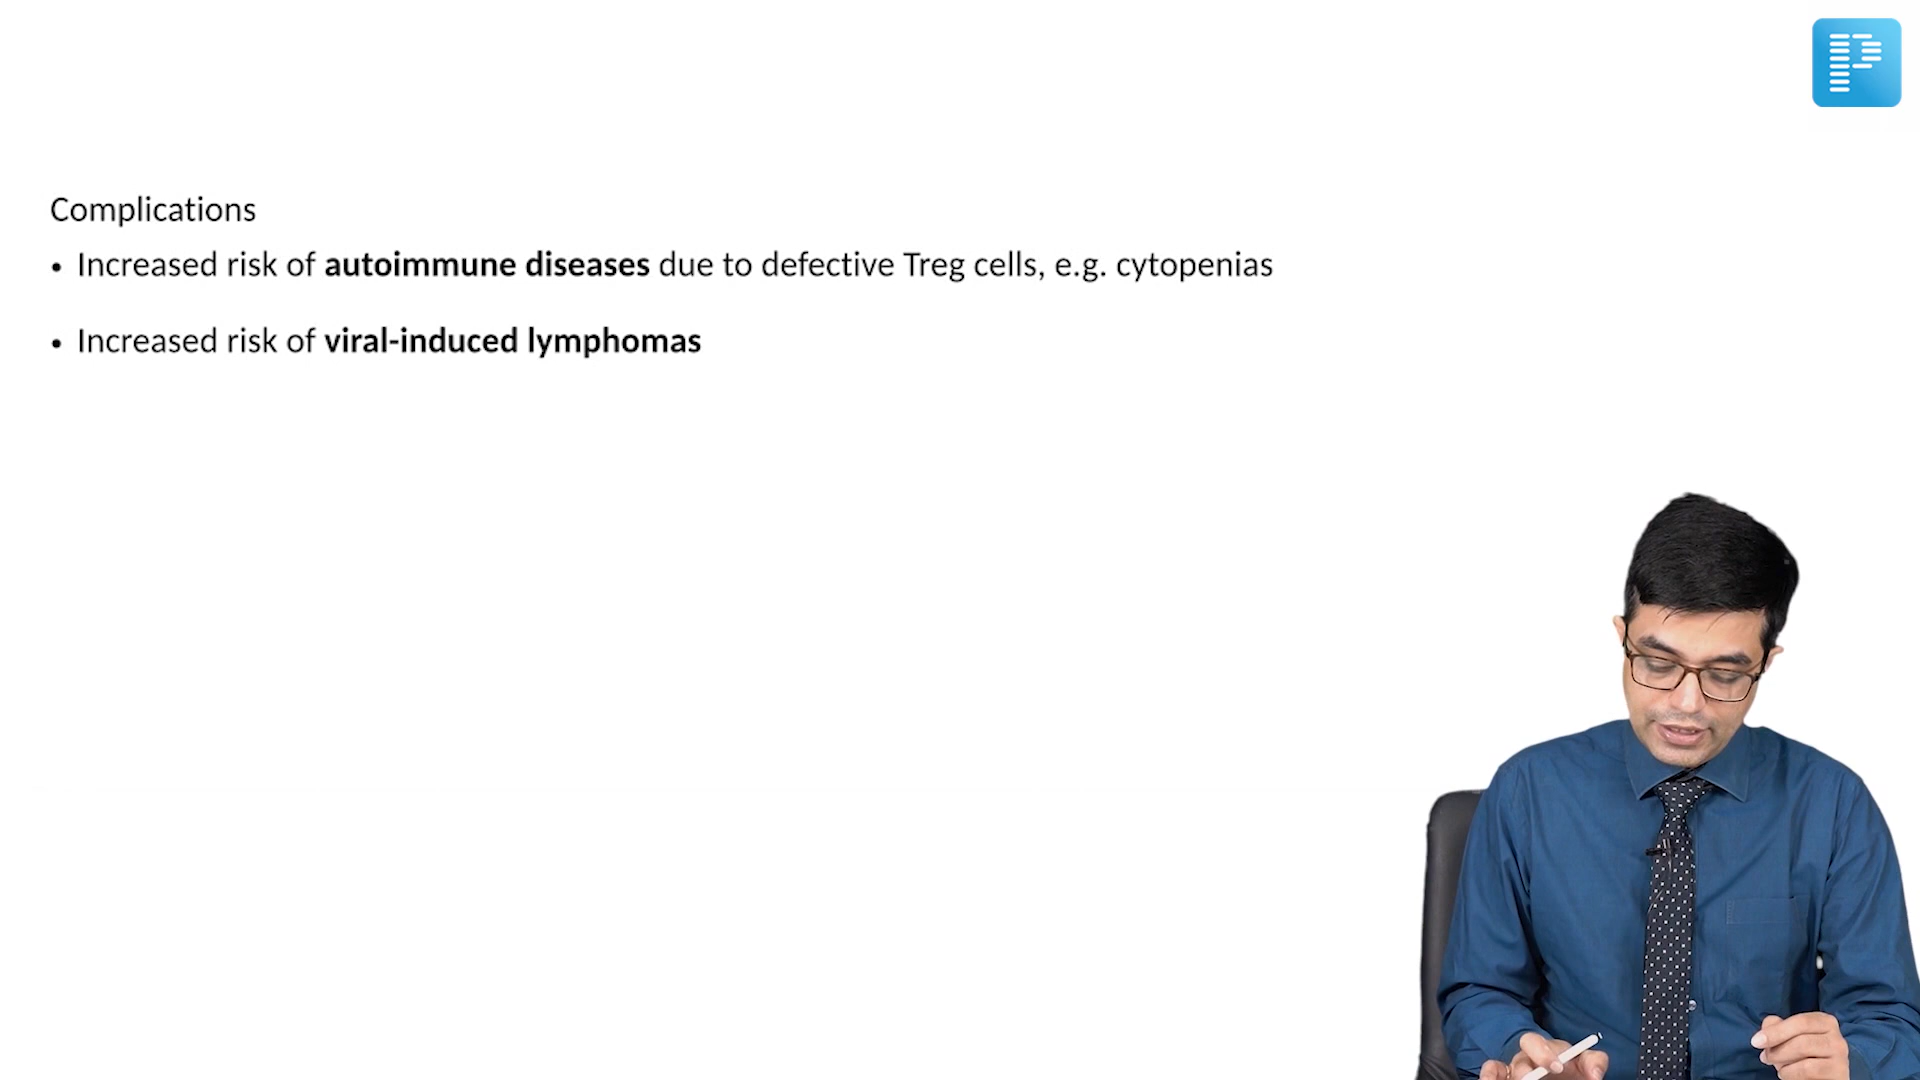 Complications
• Increased risk of autoimmune diseases due to defective Treg cells, e.g. cytopenias
• Increased risk of viral-induced lymphomas